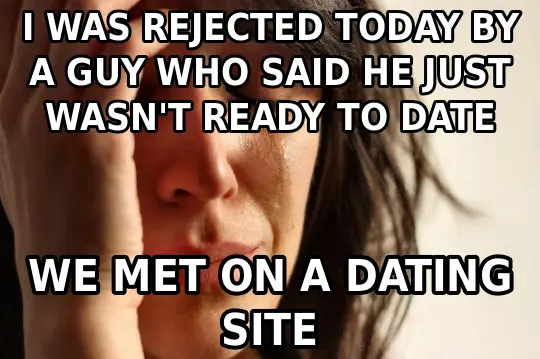 I WAS REJECTED TODAY BY
A GUY WHO SAID HE JUST
WASN'T READY TO DATE
WE MET ON A DATING
SITE